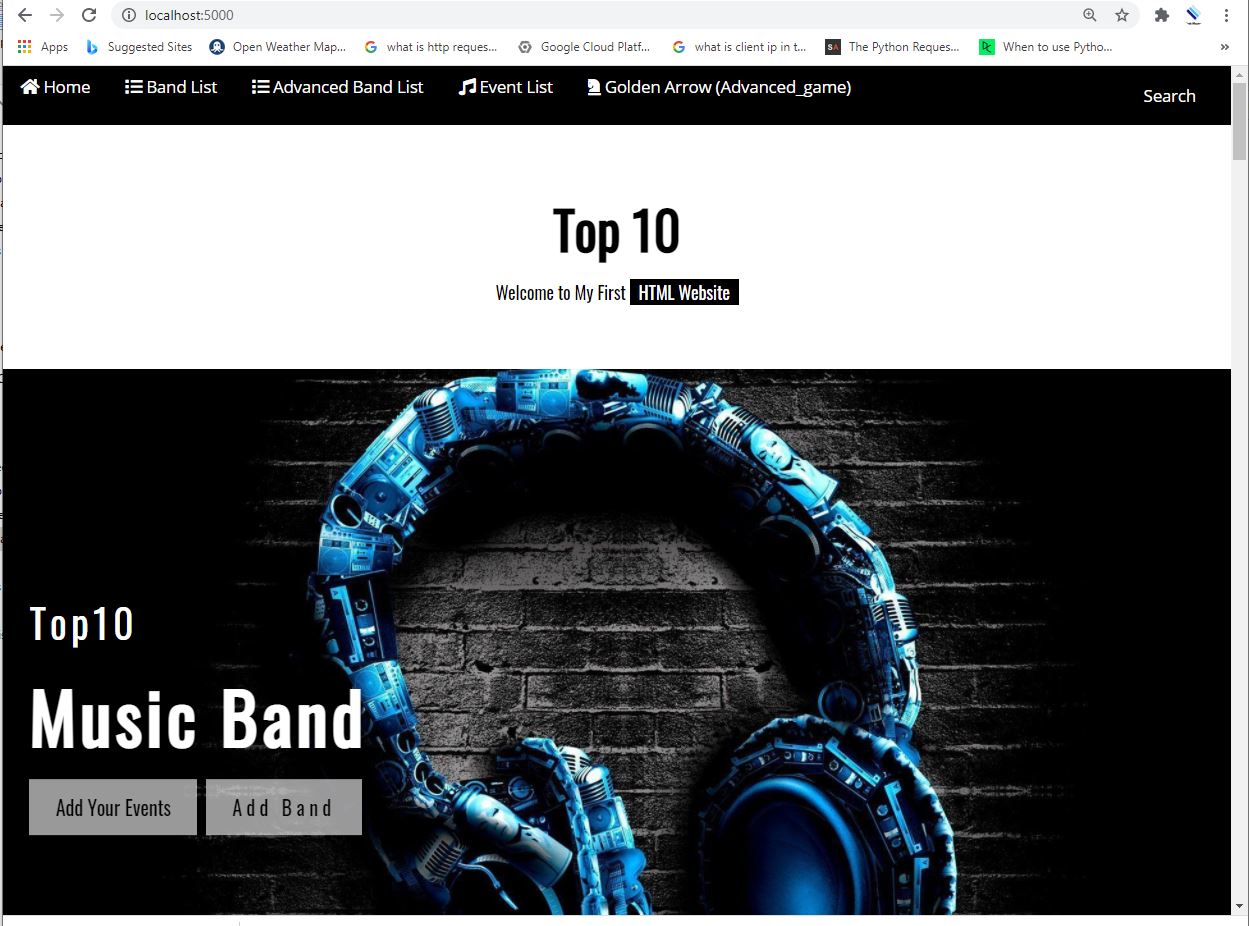 localhost:5000
Apps Suggested Sites Open Weather Map... what is http reques... Google Cloud Platf... what is client ip in t... SA The Python Reques... DC When to use Pytho... »
Home Band List Advanced Band List Event List Golden Arrow (Advanced_game) Search
Top 10
Welcome to My First HTML Website
Top10
Music Band
Add Your Events Add Band